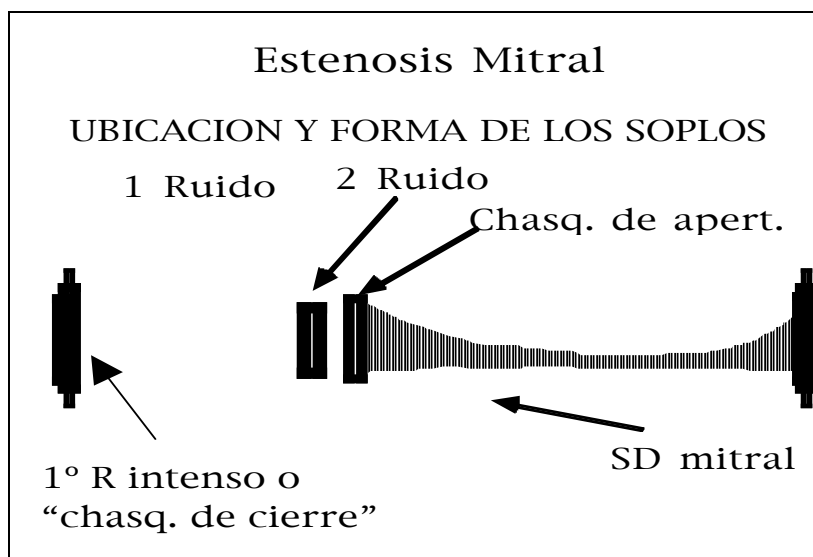 Estenosis Mitral
UBICACION Y FORMA DE LOS SOPLOS
1 Ruido
2 Ruido
Chasq. de apert.
SD mitral
1º R intenso o
“chasq. de cierre”